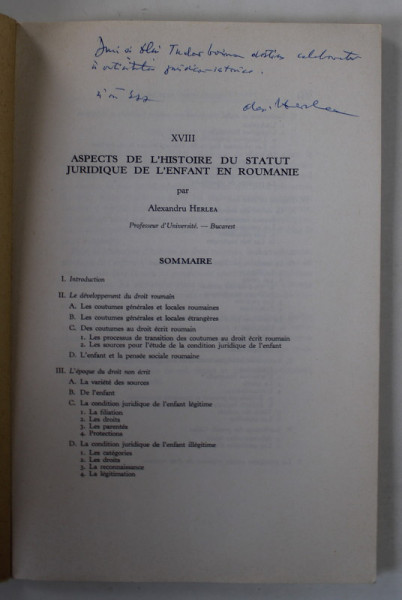 Tudor
XVIII
ASPECTS DE L'HISTOIRE DU STATUT
JURIDIQUE DE L'ENFANT EN ROUMANIE
par
Alexandru HERLEA
Professeur d'Université. — Bucarest
SOMMAIRE
I. Introduction
II. Le développement du droit roumain
A. Les coutumes générales et locales roumaines
B. Les coutumes générales et locales étrangères
C. Des coutumes au droit écrit roumain
1. Les processus de transition des coutumes au droit écrit roumain
2. Les sources pour l'étude de la condition juridique de l'enfant
D. L'enfant et la pensée sociale roumaine
III. L'époque du droit non écrit
A. La variété des sources
B. De l'enfant
C. La condition juridique de l'enfant légitime
1. La filiation
2. Les droits
3. Les parentés
4. Protections
D. La condition juridique de l'enfant illégitime
1. Les catégories
2. Les droits
3. La reconnaissance
4. La légitimation